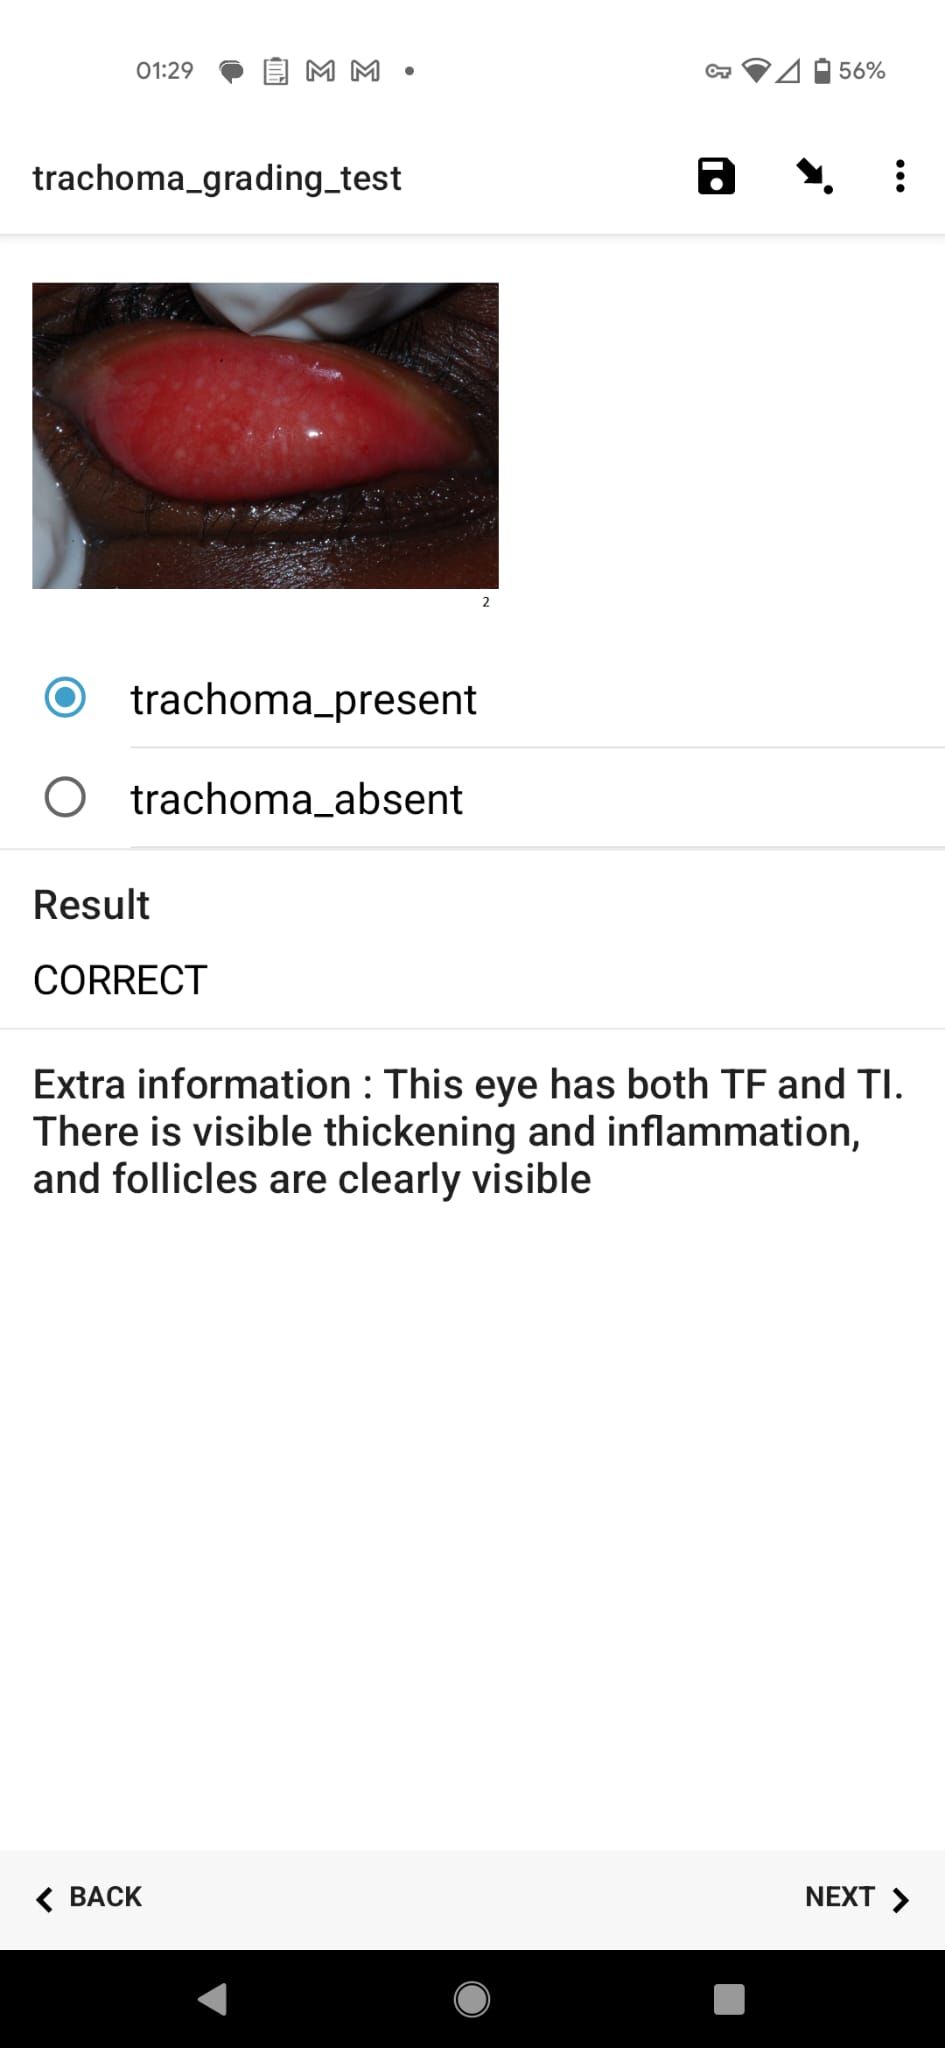 01:29 56%
trachoma_grading_test
2
trachoma_present
trachoma_absent
Result
CORRECT
Extra information : This eye has both TF and TI.
There is visible thickening and inflammation,
and follicles are clearly visible
BACK NEXT